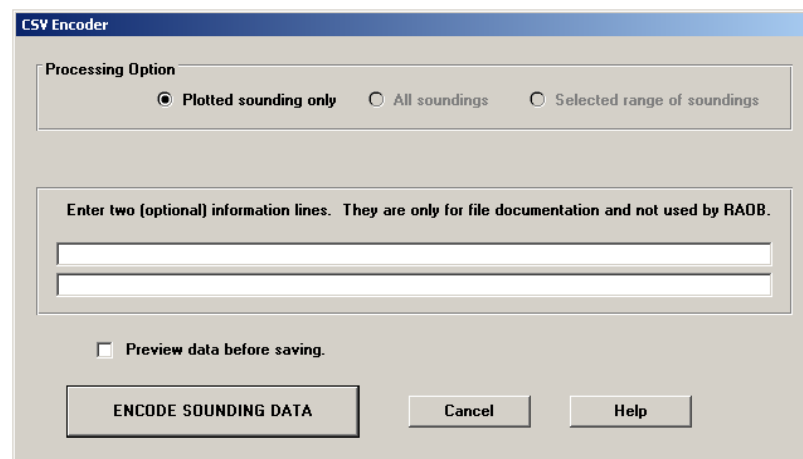 CSV Encoder
Processing Option
Plotted sounding only All soundings Selected range of soundings
Enter two (optional) information lines. They are only for file documentation and not used by RAOB.
Preview data before saving.
ENCODE SOUNDING DATA Cancel Help